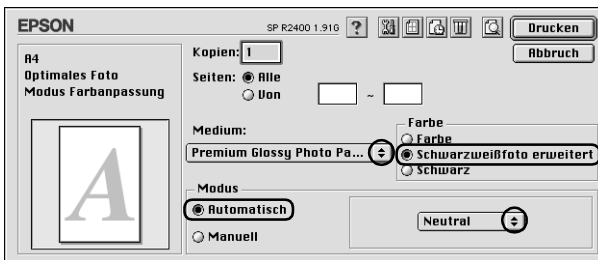 EPSON
SP R2400 1.91G
?
Drucken
Abbruch
A4
Optimales Foto
Modus Farbanpassung
A
Kopien: 1
Seiten: Alle
Von
~
Medium:
Premium Glossy Photo Pa...
Farbe
Farbe
Schwarzweißfoto erweitert
Schwarz
Modus
Automatisch
Manuell
Neutral